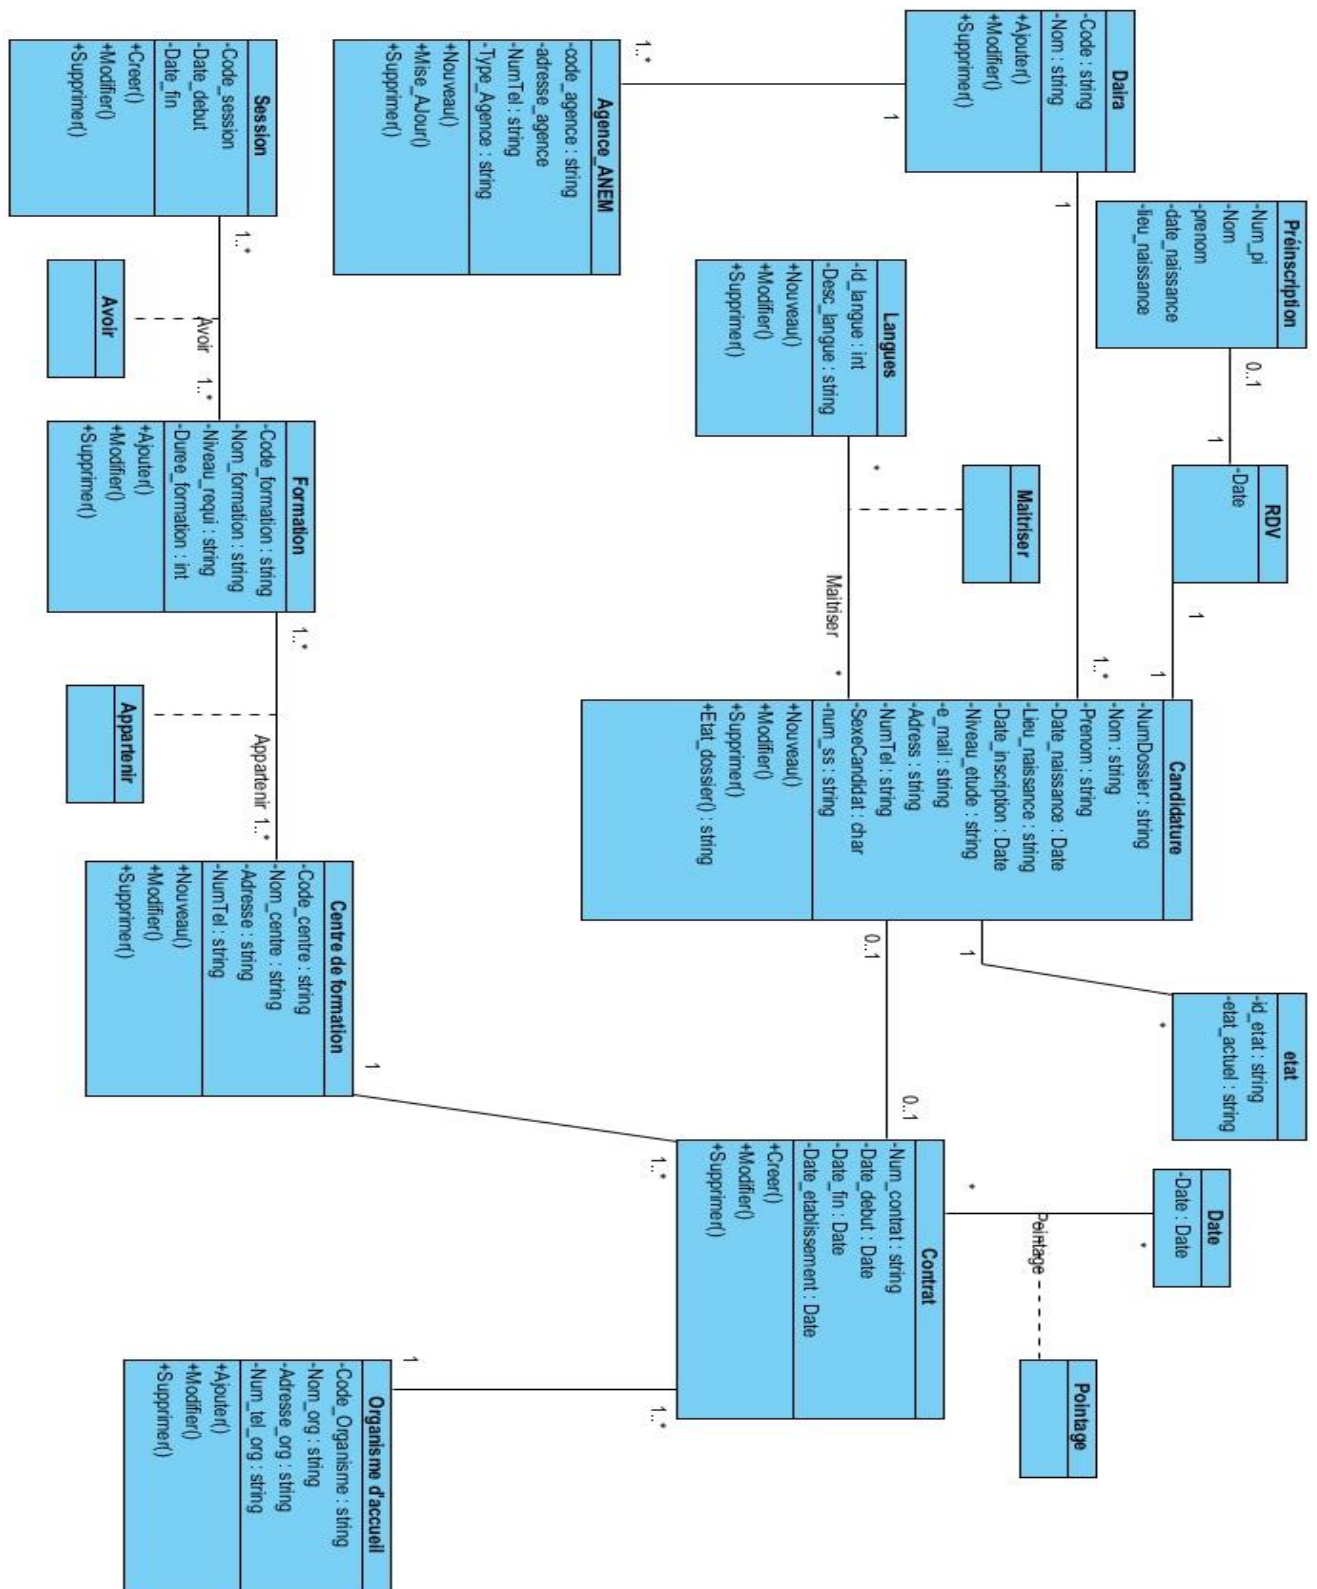 Préinscription
-Num_pi
-Nom
-prenom
-date_naissance
-lieu_naissance
0..1
1
RDV
-Date
1
1
Daira
-Code : string
-Nom : string
+Ajouter()
+Modifier()
+Supprimer()
1
1..*
1
1..*
Agence_ANEM
-code_agence : string
-adresse_agence
-NumTel : string
-Type_Agence : string
+Nouveau()
+Mise_AJour()
+Supprimer()
Langues
-Id_langue : int
-Desc_langue : string
+Nouveau()
+Modifier()
+Supprimer()
*
Maitriser
*
Maitriser
Candidature
-NumDossier : string
-Nom : string
-Prenom : string
-Date_naissance : Date
-Lieu_naissance : string
-Date_inscription : Date
-Niveau_etude : string
-e_mail : string
-Adress : string
-NumTel : string
-SexeCandidat : char
-num_ss : string
+Nouveau()
+Modifier()
+Supprimer()
+Etat_dossier() : string
1
*
etat
-id_etat : string
-etat_actuel : string
0..1
0..1
Date
-Date : Date
*
Pointage
*
Pointage
Contrat
-Num_contrat : string
-Date_debut : Date
-Date_fin : Date
-Date_etablissement : Date
+Creer()
+Modifier()
+Supprimer()
1..*
1
1..*
1
Session
-Code_session
-Date_debut
-Date_fin
+Creer()
+Modifier()
+Supprimer()
1..*
Avoir
1..*
Avoir
Formation
-Code_formation : string
-Nom_formation : string
-Niveau_requi : string
-Duree_formation : int
+Ajouter()
+Modifier()
+Supprimer()
1..*
Appartenir 1..*
Appartenir
Centre de formation
-Code_centre : string
-Nom_centre : string
-Adresse : string
-NumTel : string
+Nouveau()
+Modifier()
+Supprimer()
Organisme d'accueil
-Code_Organisme : string
-Nom_org : string
-Adresse_org : string
-Num_tel_org : string
+Ajouter()
+Modifier()
+Supprimer()